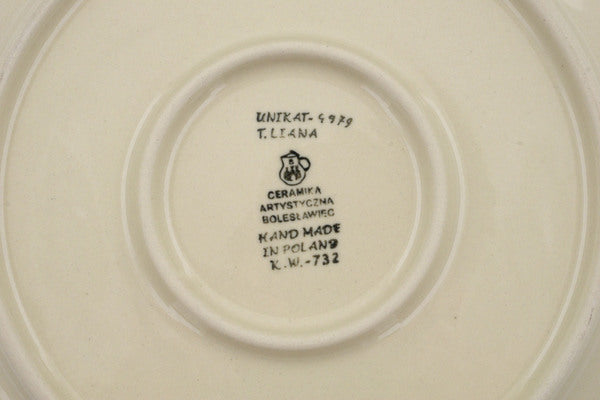 UNIKAT-4979
T.LIANA
B
CERAMIKA
ARTYSTYCZNA
BOLESŁAWIEC
HAND MADE
IN POLAND
K.W.-732